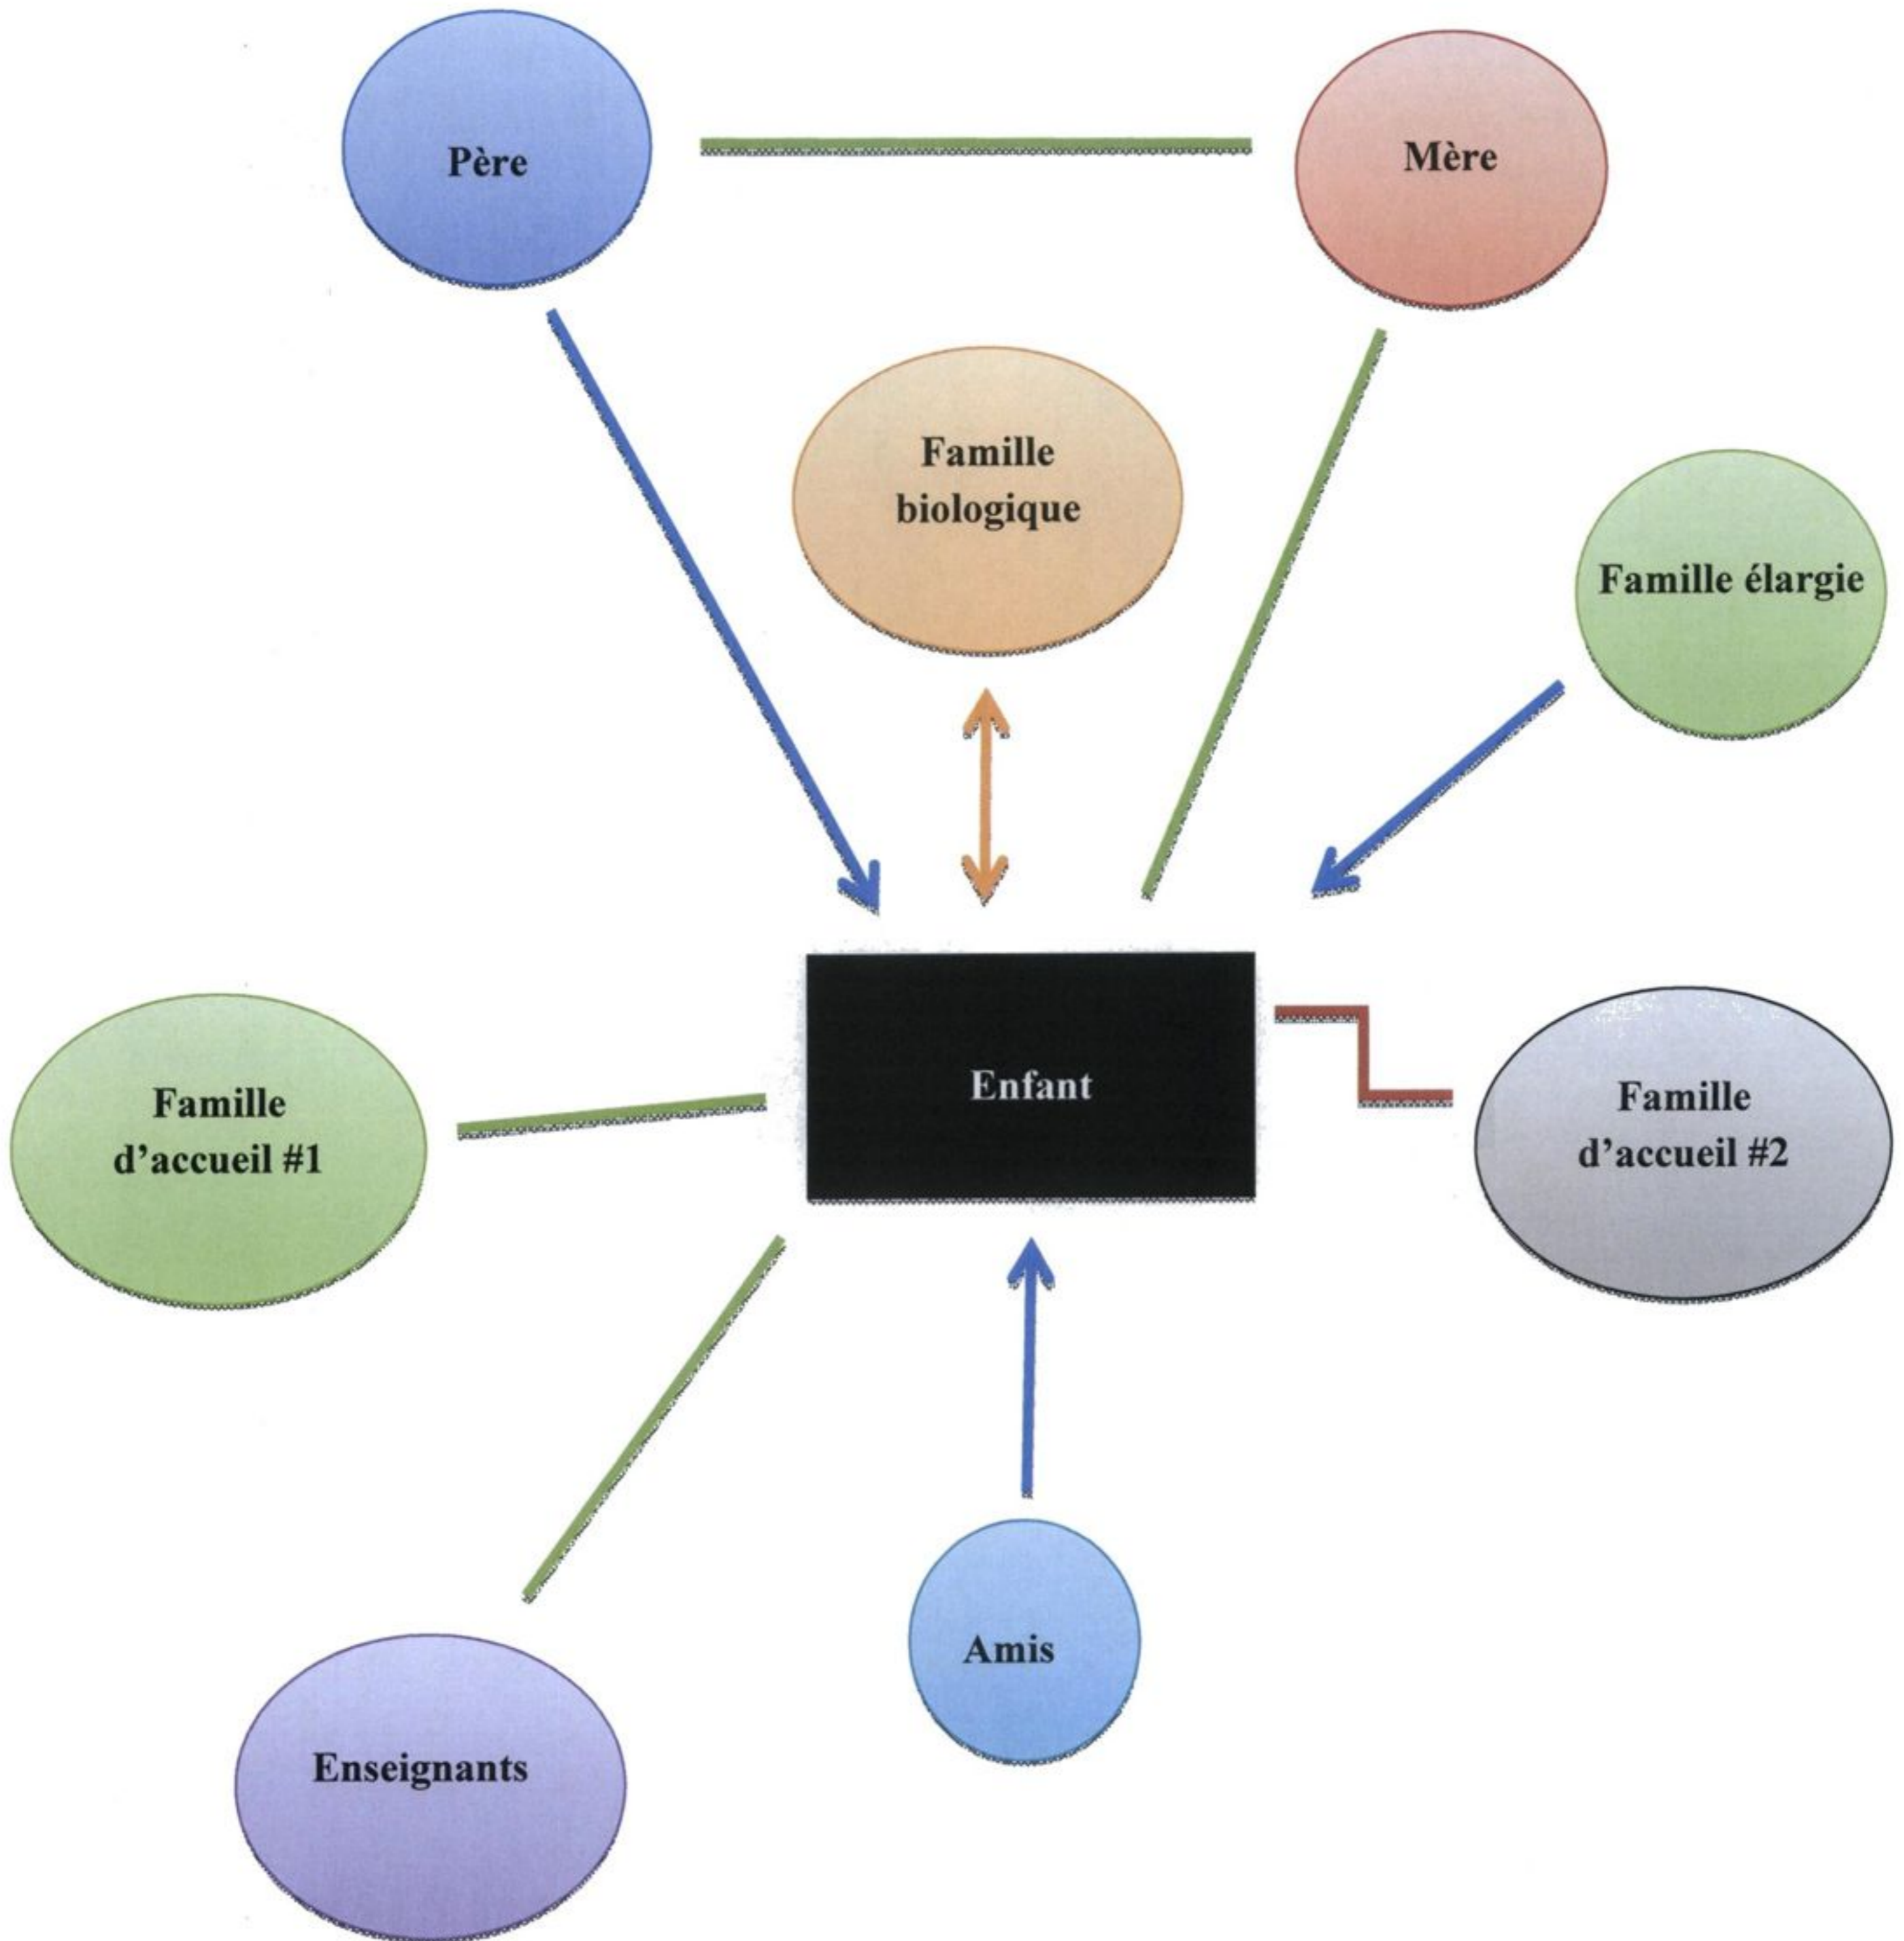 Père
Mère
Famille
biologique
Famille élargie
Famille
d’accueil #1
Enfant
Famille
d’accueil #2
Amis
Enseignants